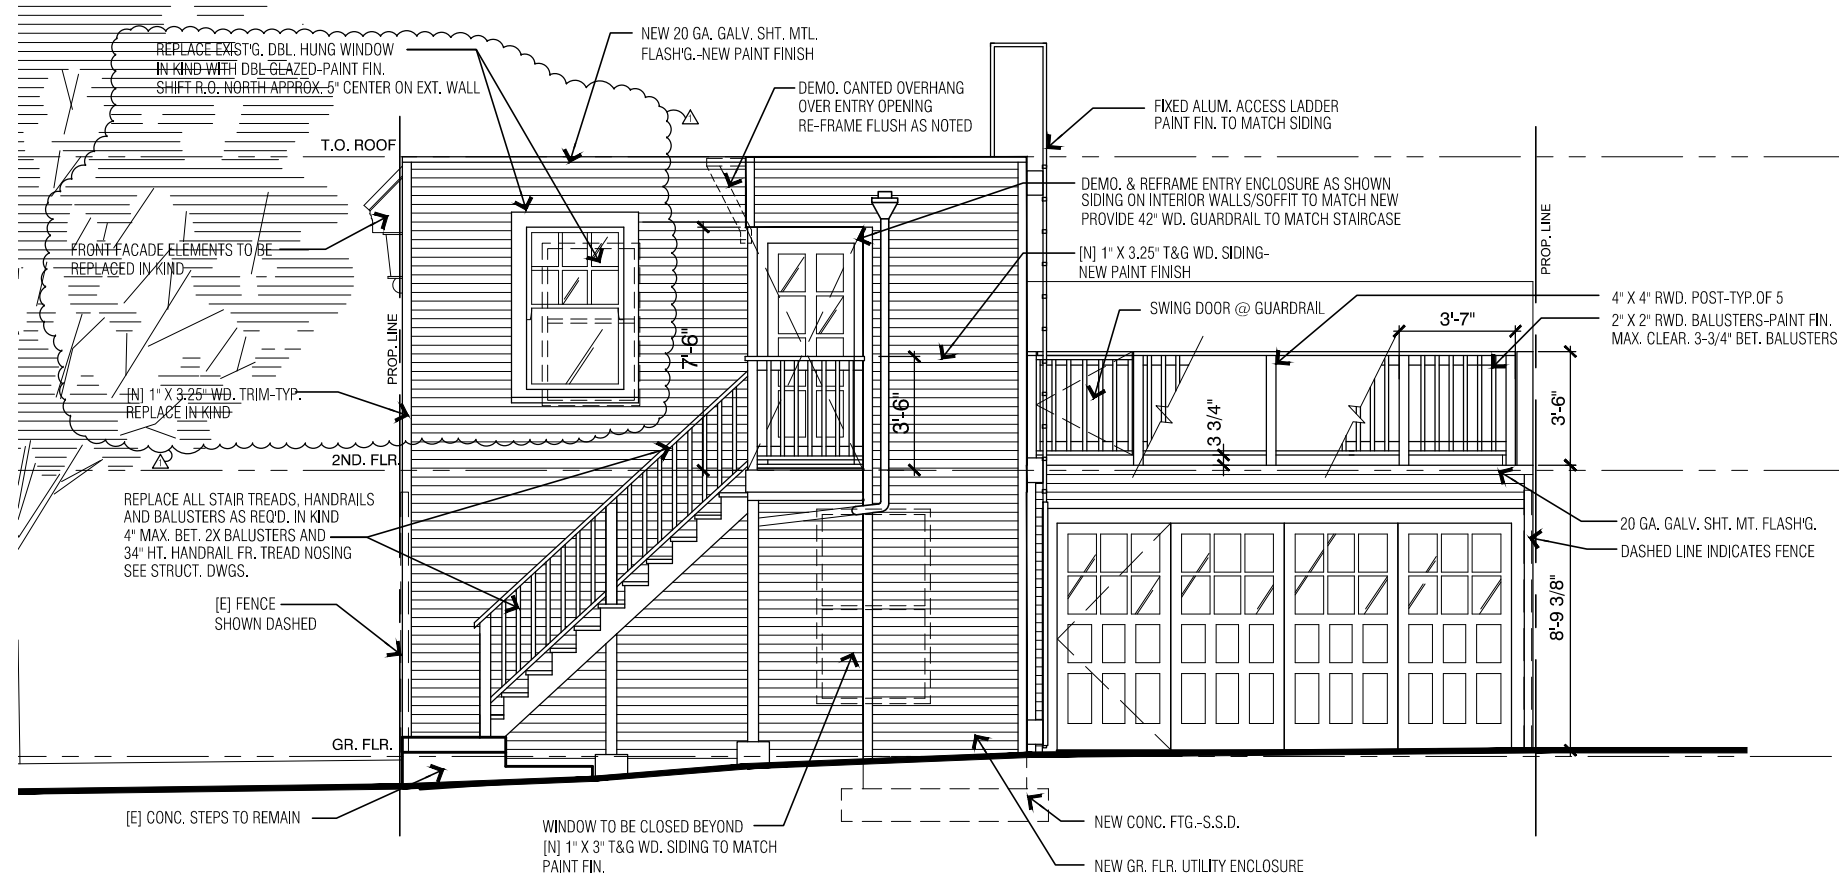 REPLACE EXIST'G. DBL. HUNG WINDOW
IN KIND WITH DBL GLAZED-PAINT FIN.
SHIFT R.O. NORTH APPROX. 5" CENTER ON EXT. WALL
NEW 20 GA. GALV. SHT. MTL.
FLASH'G.-NEW PAINT FINISH
DEMO. CANTED OVERHANG
OVER ENTRY OPENING
RE-FRAME FLUSH AS NOTED
FIXED ALUM. ACCESS LADDER
PAINT FIN. TO MATCH SIDING
T.O. ROOF
DEMO. & REFRAME ENTRY ENCLOSURE AS SHOWN
SIDING ON INTERIOR WALLS/SOFFIT TO MATCH NEW
PROVIDE 42" WD. GUARDRAIL TO MATCH STAIRCASE
FRONT FACADE ELEMENTS TO BE
REPLACED IN KIND
[N] 1" X 3.25" T&G WD. SIDING-
NEW PAINT FINISH
PROP. LINE
SWING DOOR @ GUARDRAIL
4" X 4" RWD. POST-TYP.OF 5
2" X 2" RWD. BALUSTERS-PAINT FIN.
MAX. CLEAR. 3-3/4" BET. BALUSTERS
3'-7"
PROP. LINE
7'-6"
[N] 1" X 3.25" WD. TRIM-TYP.
REPLACE IN KIND
3'-6"
3 3/4"
3'-6"
2ND. FLR.
REPLACE ALL STAIR TREADS, HANDRAILS
AND BALUSTERS AS REQ'D. IN KIND
4" MAX. BET. 2X BALUSTERS AND
34" HT. HANDRAIL FR. TREAD NOSING
SEE STRUCT. DWGS.
20 GA. GALV. SHT. MT. FLASH'G.
DASHED LINE INDICATES FENCE
8'-9 3/8"
[E] FENCE
SHOWN DASHED
GR. FLR.
[E] CONC. STEPS TO REMAIN
WINDOW TO BE CLOSED BEYOND
[N] 1" X 3" T&G WD. SIDING TO MATCH
PAINT FIN.
NEW CONC. FTG.-S.S.D.
NEW GR. FLR. UTILITY ENCLOSURE